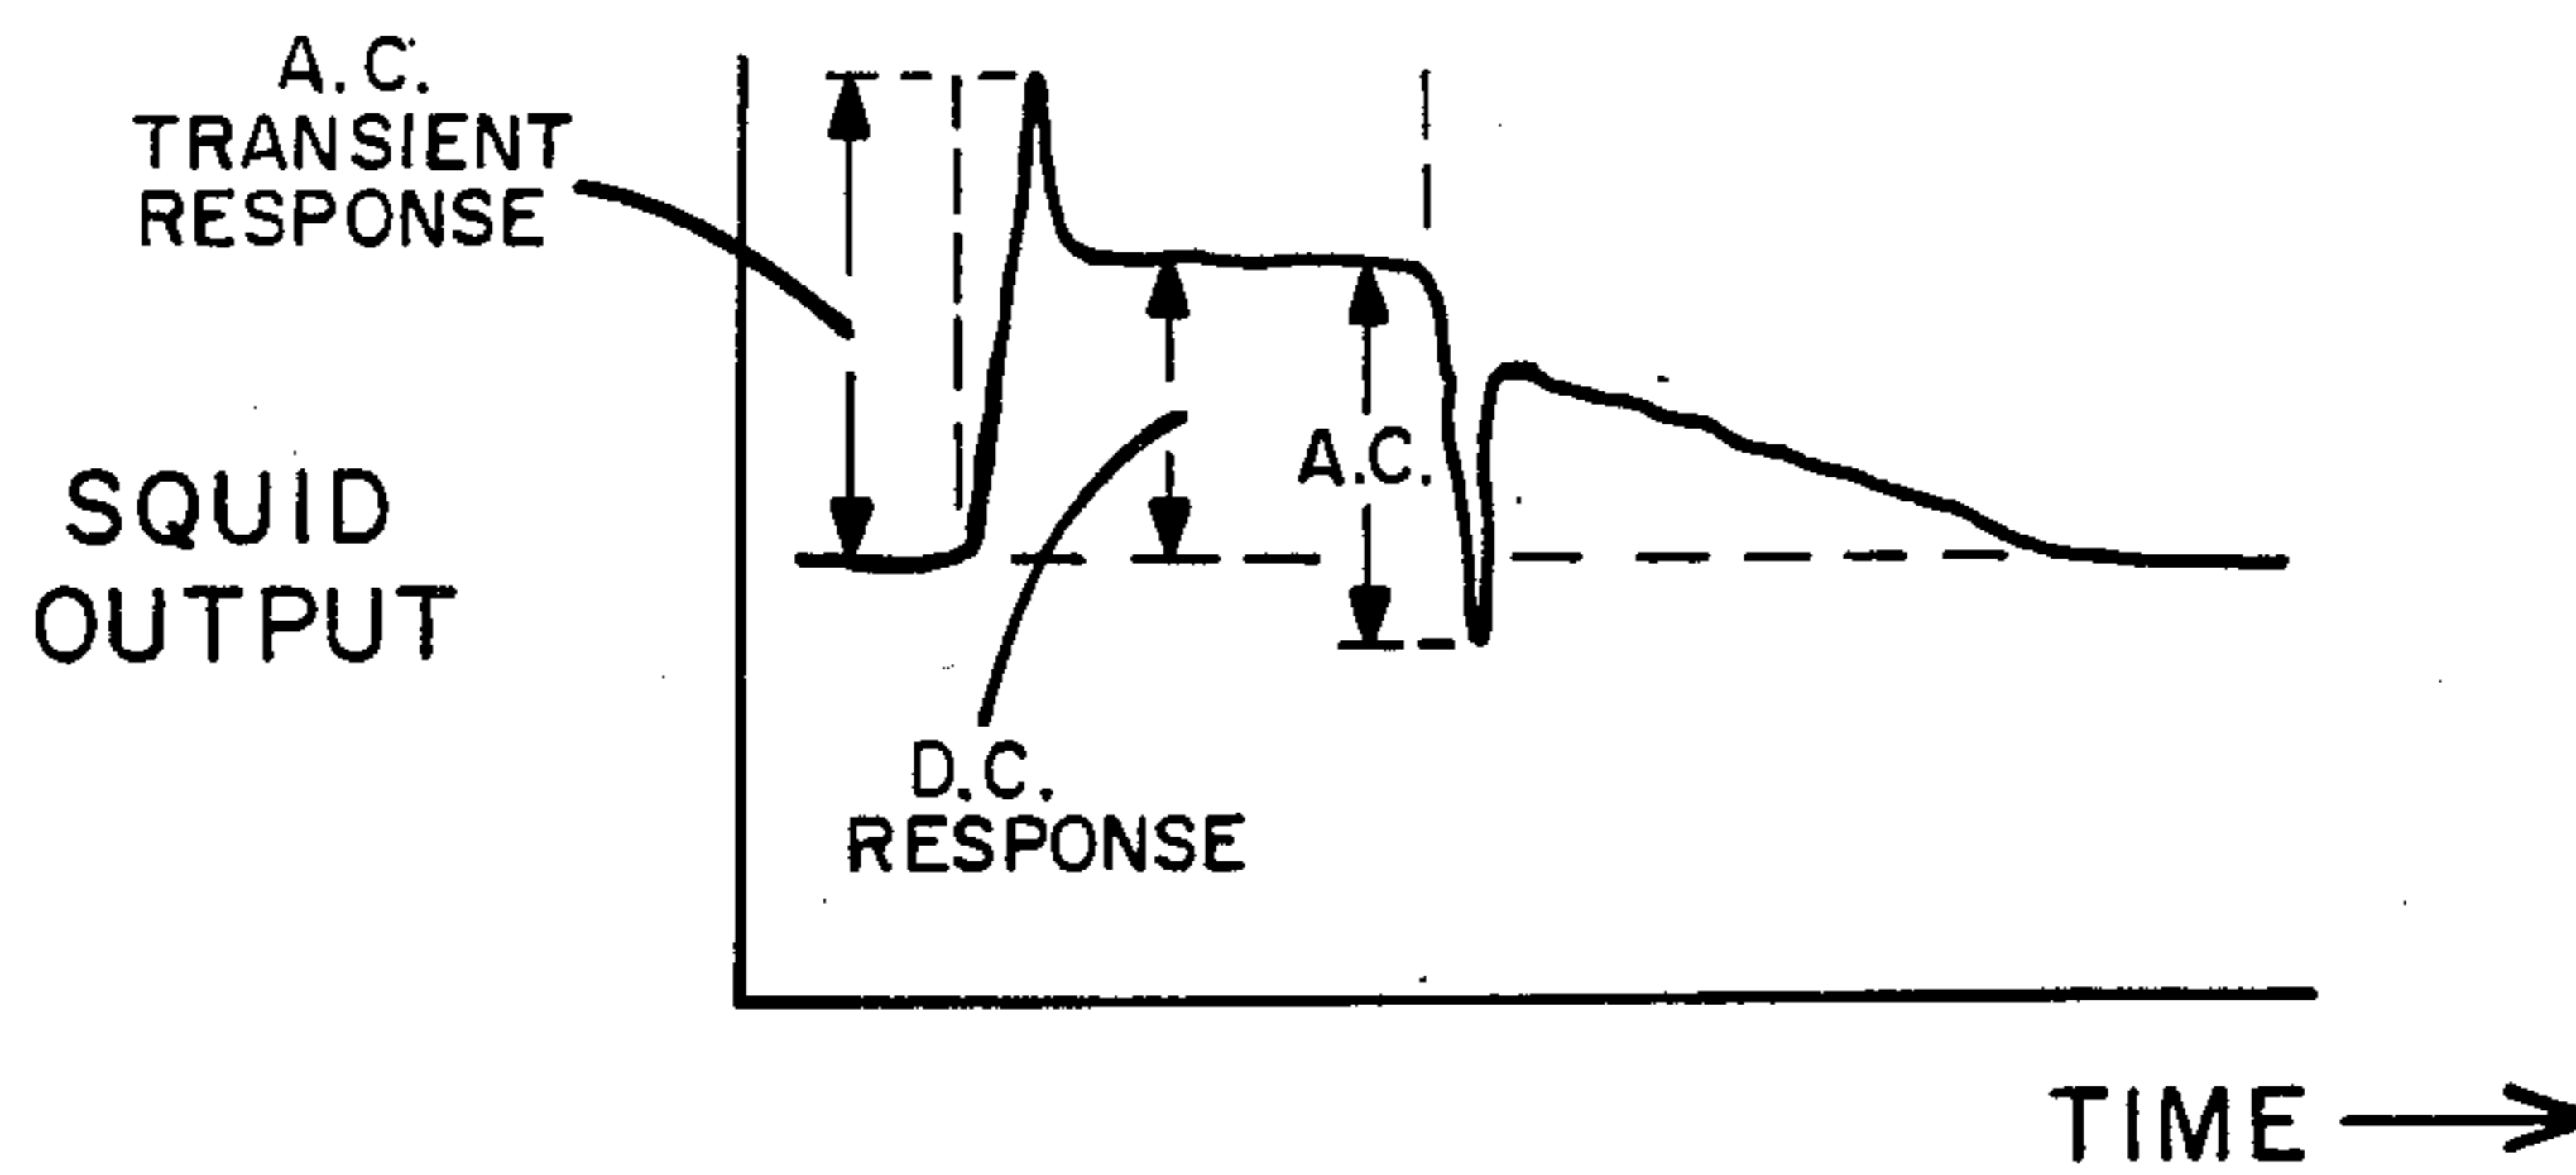 A.C.
TRANSIENT
RESPONSE
SQUID
OUTPUT
A.C.
D.C.
RESPONSE
TIME